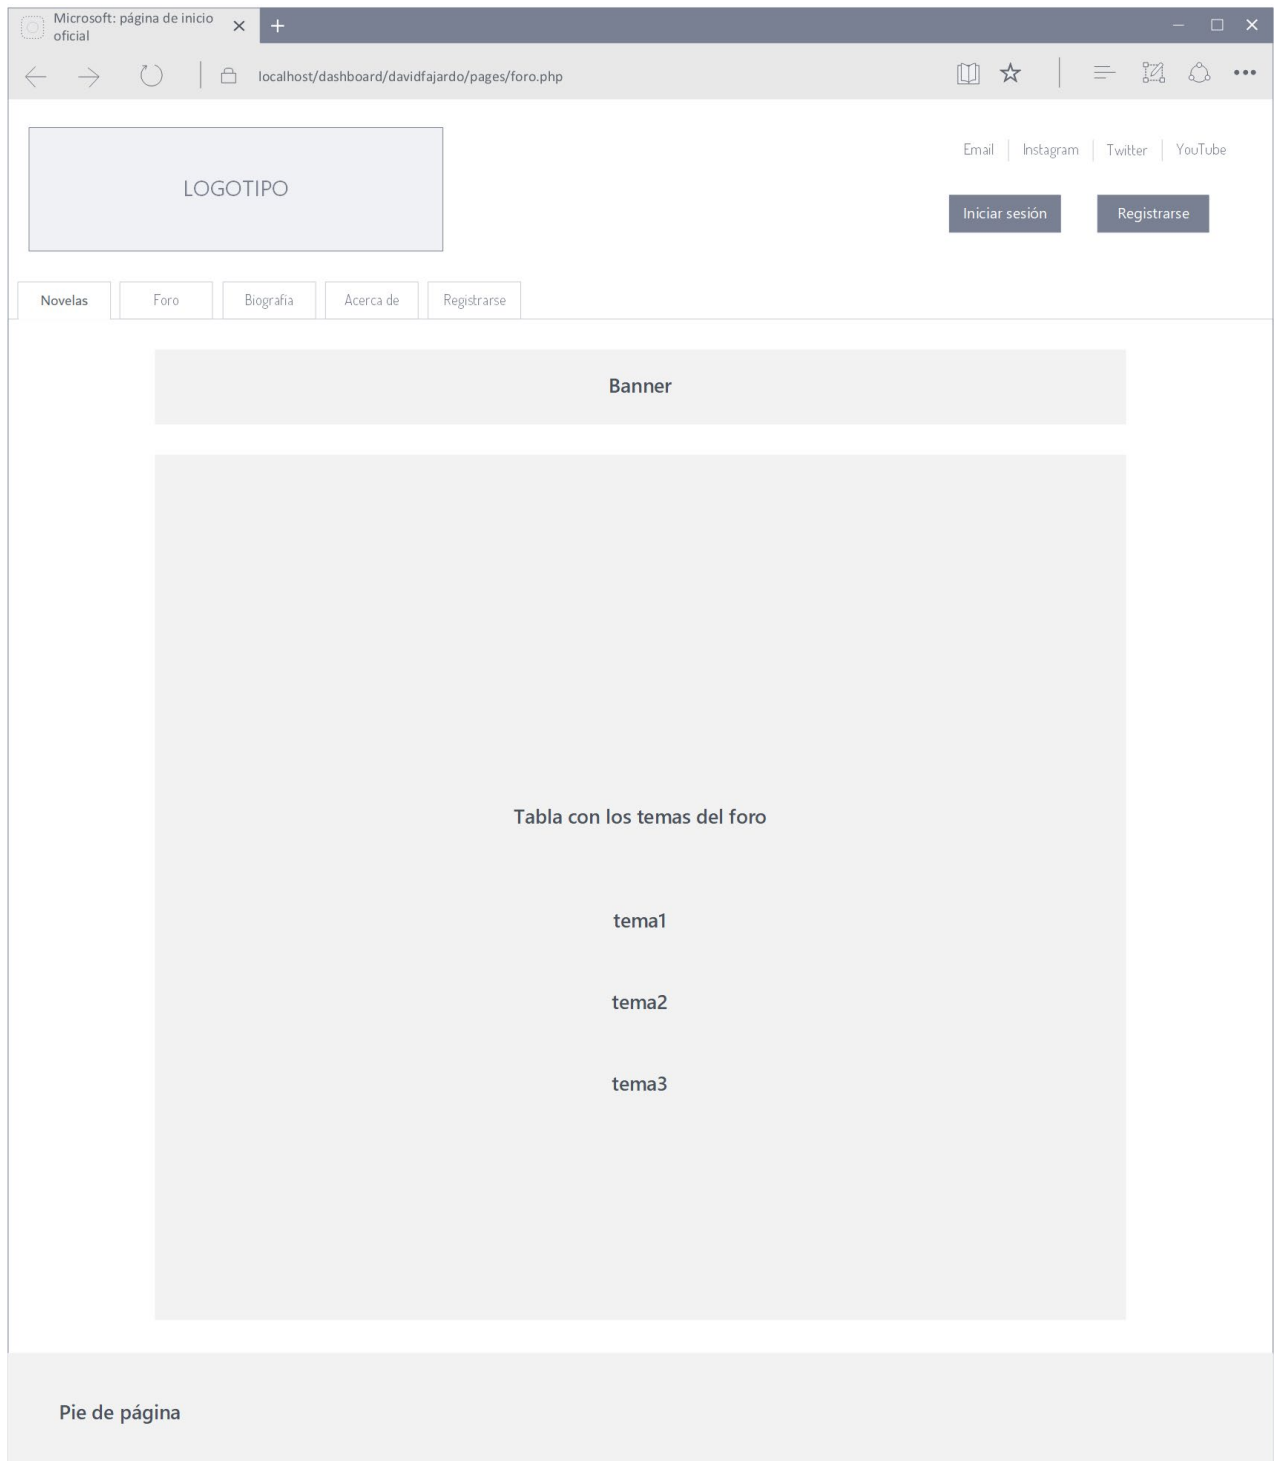 Microsoft: página de inicio
oficial
localhost/dashboard/davidfajardo/pages/foro.php
Email
Instagram
Twitter
YouTube
LOGOTIPO
Iniciar sesión
Registrarse
Novelas
Foro
Biografia
Acerca de
Registrarse
Banner
Tabla con los temas del foro
tema1
tema2
tema3
Pie de página